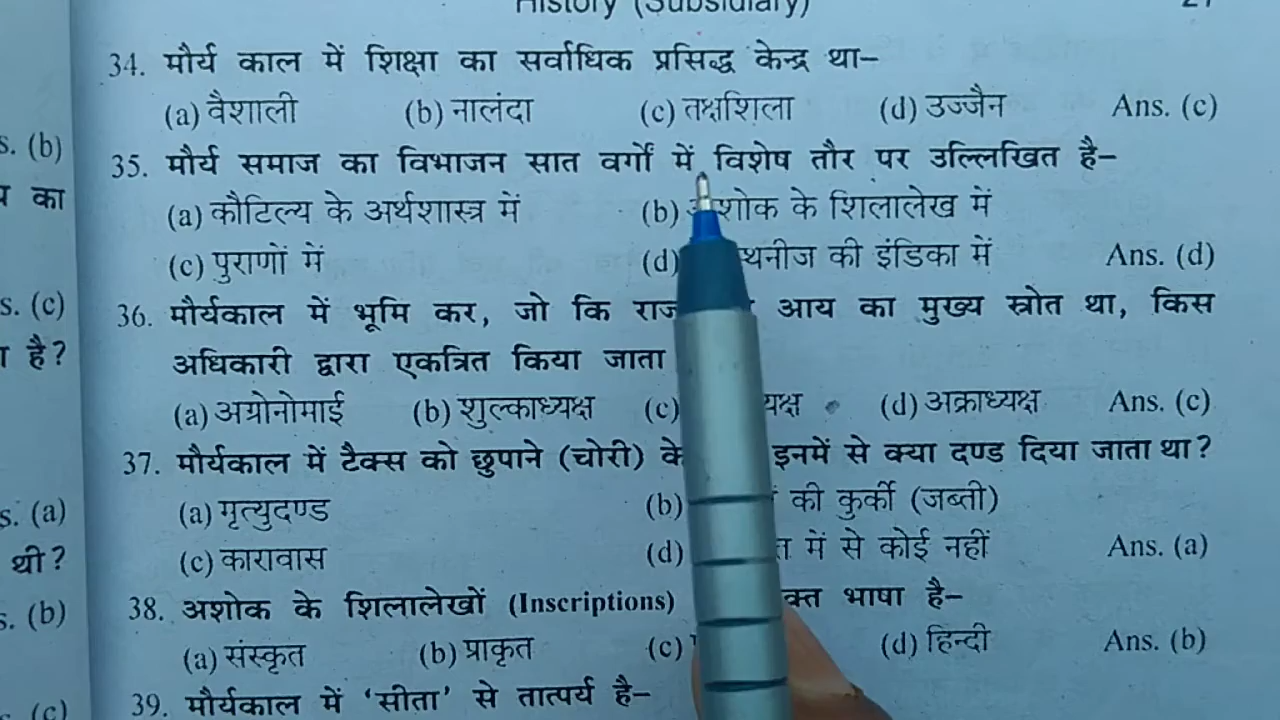 History (Subsidiary)
34. मौर्य काल में शिक्षा का सर्वाधिक प्रसिद्ध केन्द्र था–
(a) वैशाली (b) नालंदा (c) तक्षशिला (d) उज्जैन Ans. (c)
s. (b)
35. मौर्य समाज का विभाजन सात वर्गों में विशेष तौर पर उल्लिखित है–
का
(a) कौटिल्य के अर्थशास्त्र में (b) शोक के शिलालेख में
(c) पुराणों में (d) थनीज की इंडिका में Ans. (d)
s. (c)
36. मौर्यकाल में भूमि कर, जो कि राज आय का मुख्य स्रोत था, किस
है?
अधिकारी द्वारा एकत्रित किया जाता
(a) अग्रोनोमाई (b) शुल्काध्यक्ष (c) यक्ष (d) अक्राध्यक्ष Ans. (c)
37. मौर्यकाल में टैक्स को छुपाने (चोरी) के इनमें से क्या दण्ड दिया जाता था?
s. (a)
(a) मृत्युदण्ड (b) की कुर्की (जब्ती)
थी?
(c) कारावास (d) में से कोई नहीं Ans. (a)
s. (b)
38. अशोक के शिलालेखों (Inscriptions) क्त भाषा है–
(a) संस्कृत (b) प्राकृत (c) (d) हिन्दी Ans. (b)
(c)
39. मौर्यकाल में ‘सीता’ से तात्पर्य है–